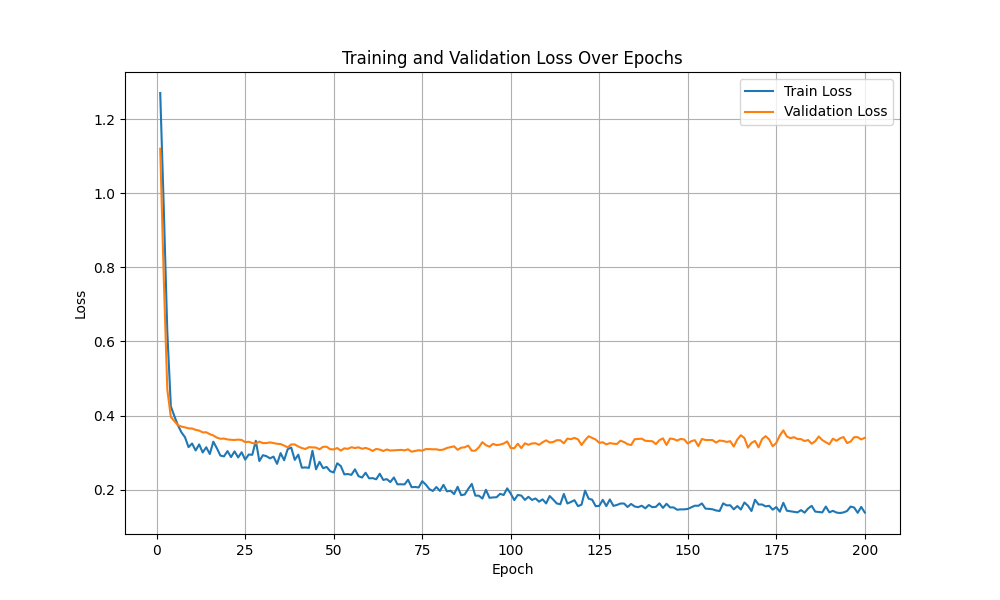 Training and Validation Loss Over Epochs
Train Loss
Validation Loss
1.2
1.0
0.8
0.6
0.4
0.2
Loss
0 25 50 75 100 125 150 175 200
Epoch